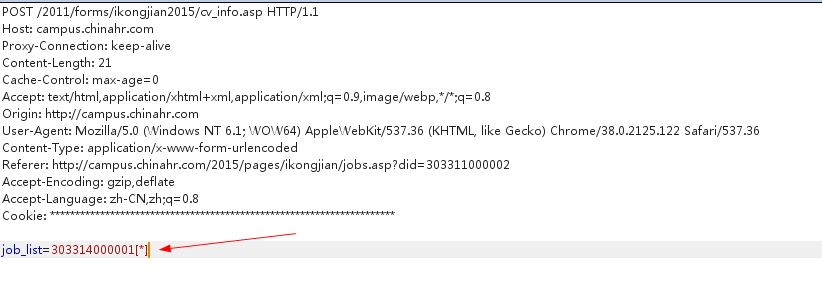 POST /2011/forms/ikongjian2015/cv_info.asp HTTP/1.1
Host: campus.chinahr.com
Proxy-Connection: keep-alive
Content-Length: 21
Cache-Control: max-age=0
Accept: text/html,application/xhtml+xml,application/xml;q=0.9,image/webp,*/*;q=0.8
Origin: http://campus.chinahr.com
User-Agent: Mozilla/5.0 (Windows NT 6.1; WOW64) AppleWebKit/537.36 (KHTML, like Gecko) Chrome/38.0.2125.122 Safari/537.36
Content-Type: application/x-www-form-urlencoded
Referer: http://campus.chinahr.com/2015/pages/ikongjian/jobs.asp?did=303311000002
Accept-Encoding: gzip,deflate
Accept-Language: zh-CN,zh;q=0.8
Cookie: *********************************************************************
job_list=303314000001[*]